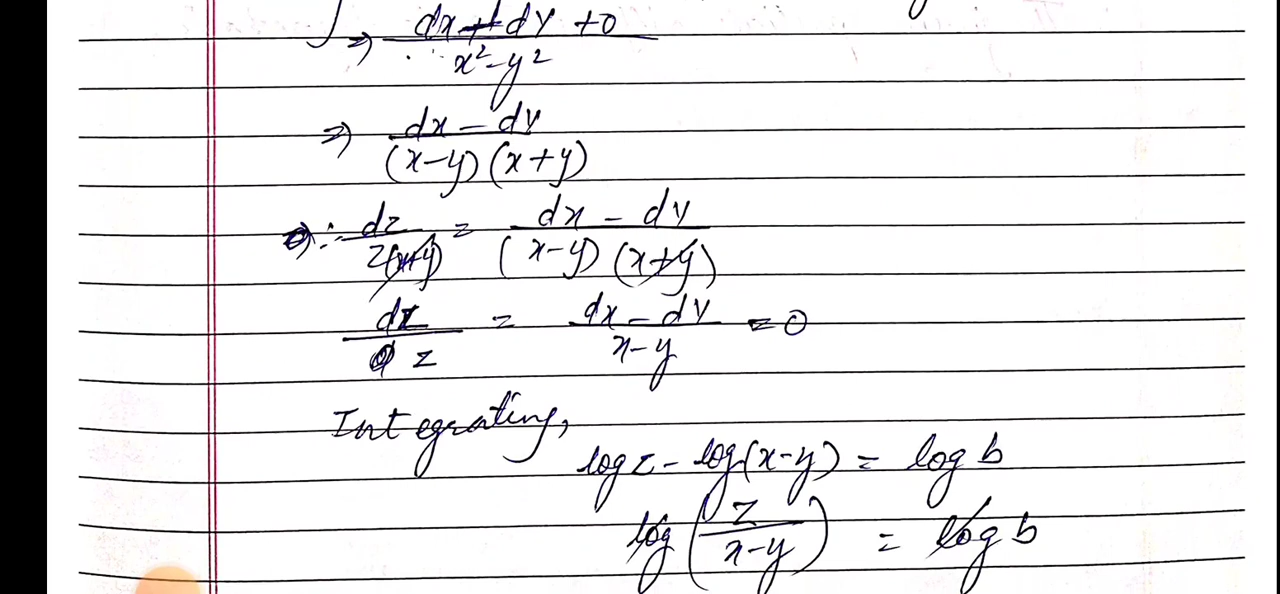 ⇒ dx + dy + 0 / x² - y²
⇒ dx - dy / (x-y)(x+y)
∴ dz / z(x+y) = dx - dy / (x-y)(x+y)
dz / z = dx - dy / x-y = 0
Integrating,
log z - log(x-y) = log b
log (z / x-y) = log b